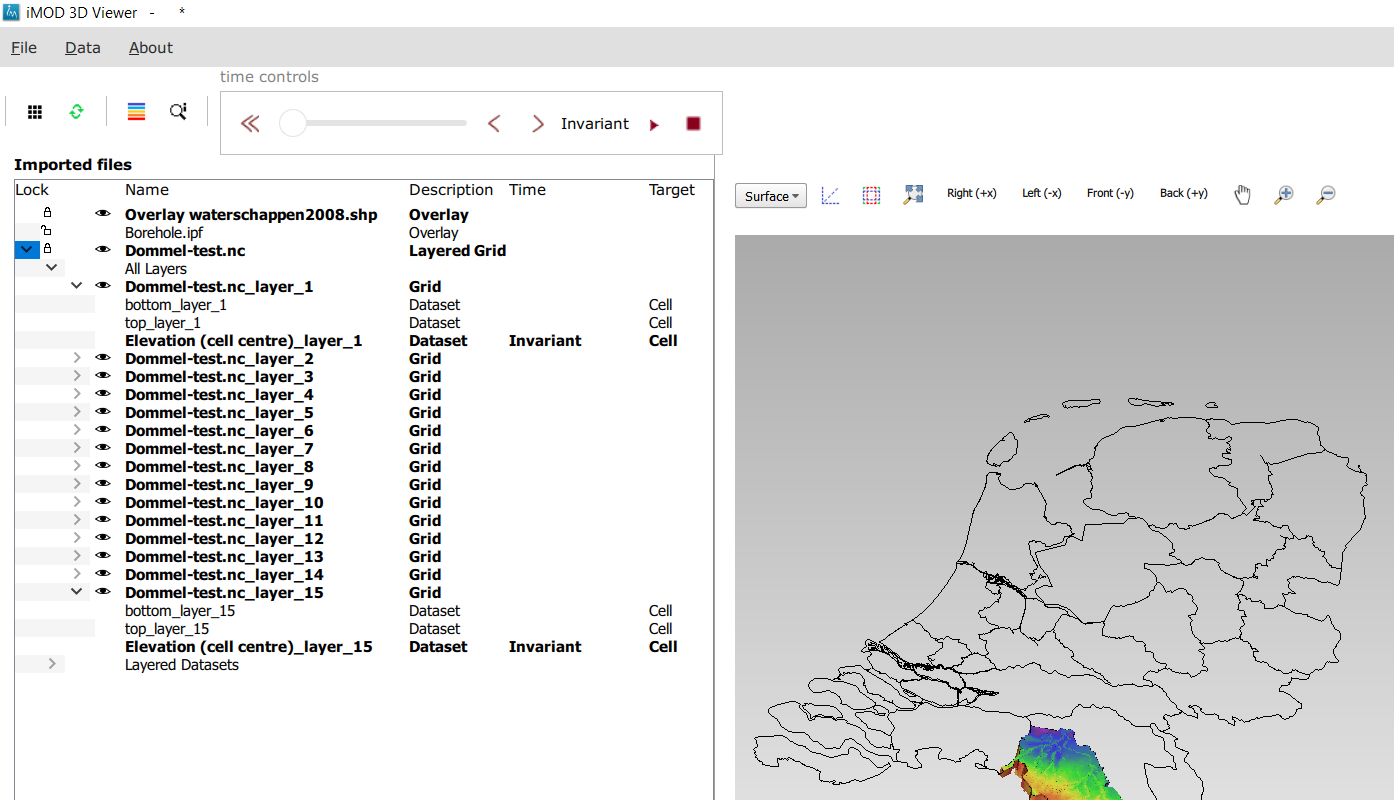 iMOD 3D Viewer - *
File Data About
time controls
Invariant
Imported files
Lock Name Description Time Target
Overlay waterschappen2008.shp Overlay
Borehole.ipf Overlay
Dommel-test.nc Layered Grid
All Layers
Dommel-test.nc_layer_1 Grid
bottom_layer_1 Dataset Cell
top_layer_1 Dataset Cell
Elevation (cell centre)_layer_1 Dataset Invariant Cell
Dommel-test.nc_layer_2 Grid
Dommel-test.nc_layer_3 Grid
Dommel-test.nc_layer_4 Grid
Dommel-test.nc_layer_5 Grid
Dommel-test.nc_layer_6 Grid
Dommel-test.nc_layer_7 Grid
Dommel-test.nc_layer_8 Grid
Dommel-test.nc_layer_9 Grid
Dommel-test.nc_layer_10 Grid
Dommel-test.nc_layer_11 Grid
Dommel-test.nc_layer_12 Grid
Dommel-test.nc_layer_13 Grid
Dommel-test.nc_layer_14 Grid
Dommel-test.nc_layer_15 Grid
bottom_layer_15 Dataset Cell
top_layer_15 Dataset Cell
Elevation (cell centre)_layer_15 Dataset Invariant Cell
Layered Datasets
Surface Right (+x) Left (-x) Front (-y) Back (+y)